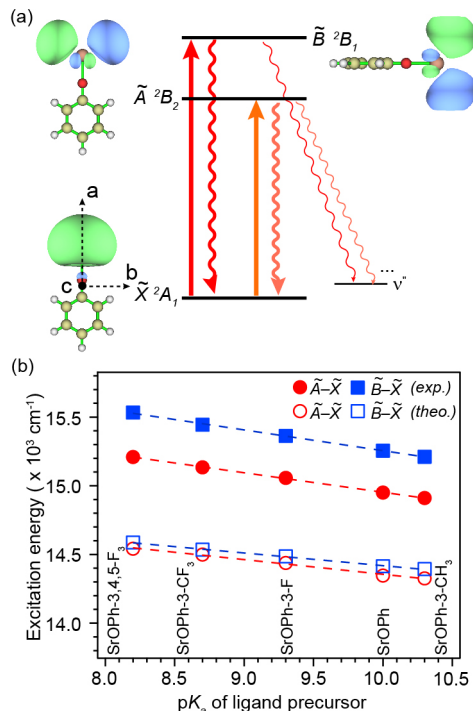 (a)
B̃ ²B₁
Ã ²B₂
a
b
c
X̃ ²A₁
...
ν"
(b)
Ã–X̃ B̃–X̃ (exp.)
Ã–X̃ B̃–X̃ (theo.)
Excitation energy ( x 10³ cm⁻¹)
15.5
15.0
14.5
14.0
SrOPh-3,4,5-F₃
SrOPh-3-CF₃
SrOPh-3-F
SrOPh
SrOPh-3-CH₃
8.0 8.5 9.0 9.5 10.0 10.5
pKₐ of ligand precursor